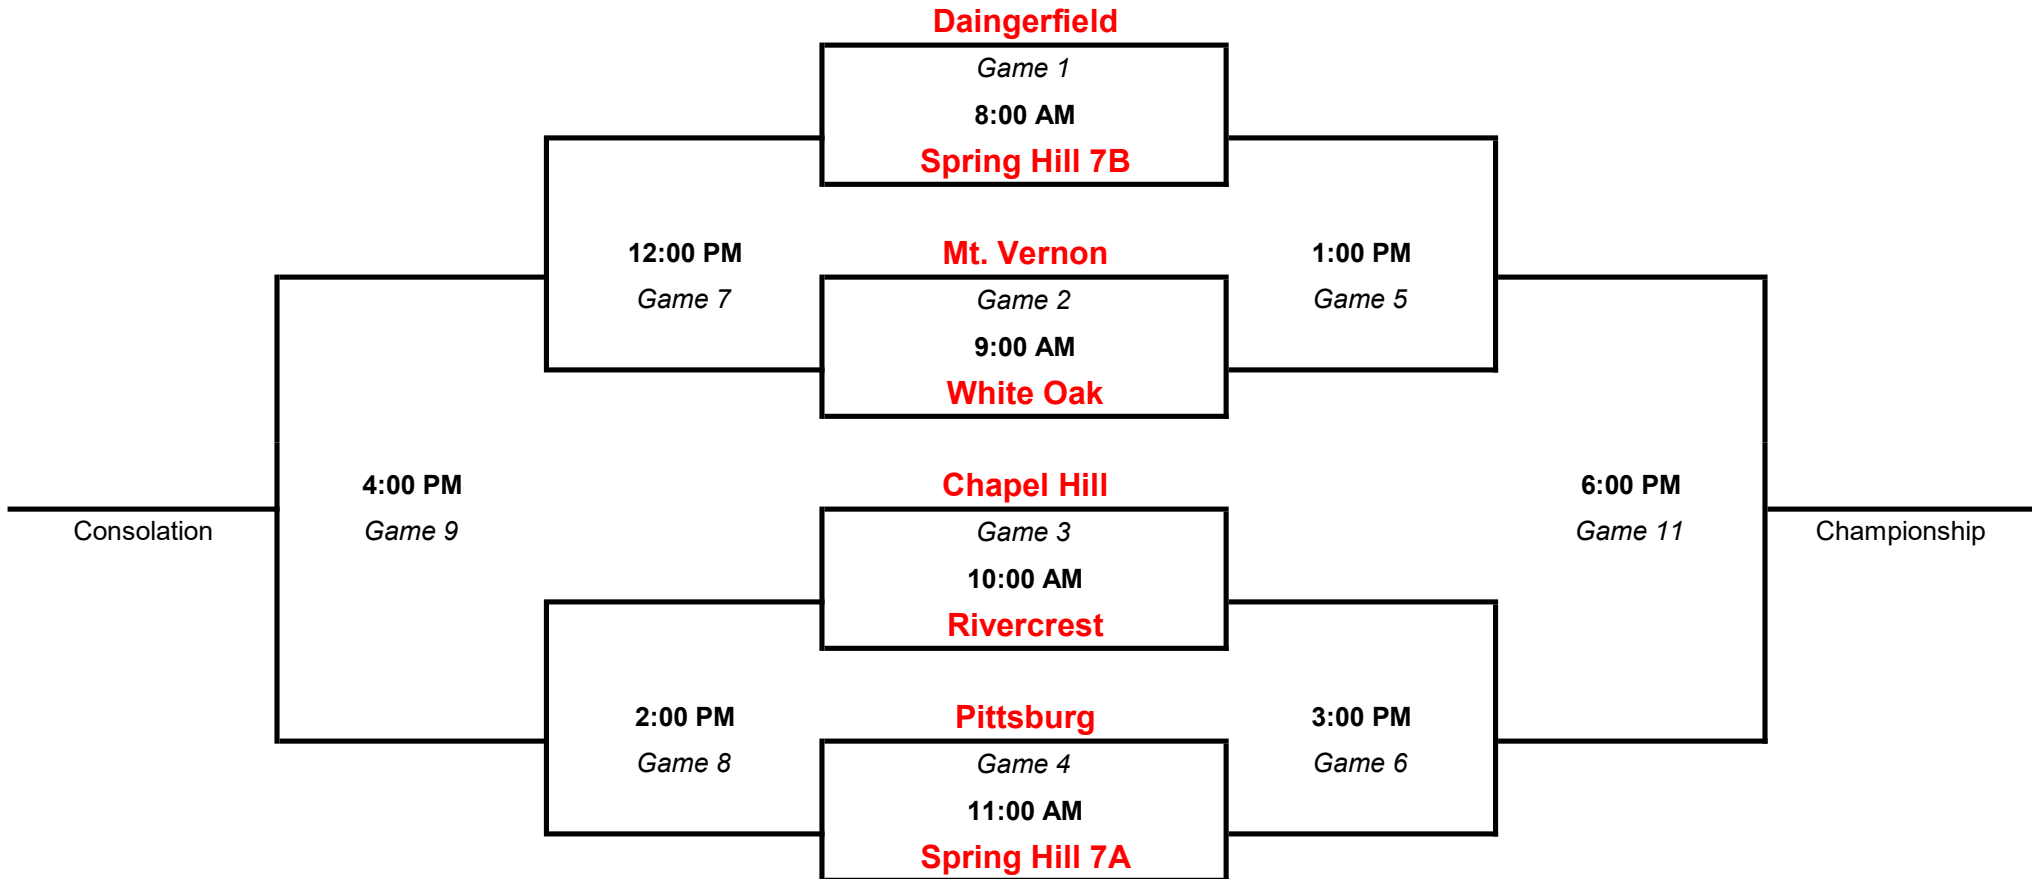 Daingerfield
Game 1
8:00 AM
Spring Hill 7B
12:00 PM
Mt. Vernon
1:00 PM
Game 7
Game 2
Game 5
9:00 AM
White Oak
4:00 PM
Chapel Hill
6:00 PM
Consolation
Game 9
Game 3
Game 11
Championship
10:00 AM
Rivercrest
2:00 PM
Pittsburg
3:00 PM
Game 8
Game 4
Game 6
11:00 AM
Spring Hill 7A